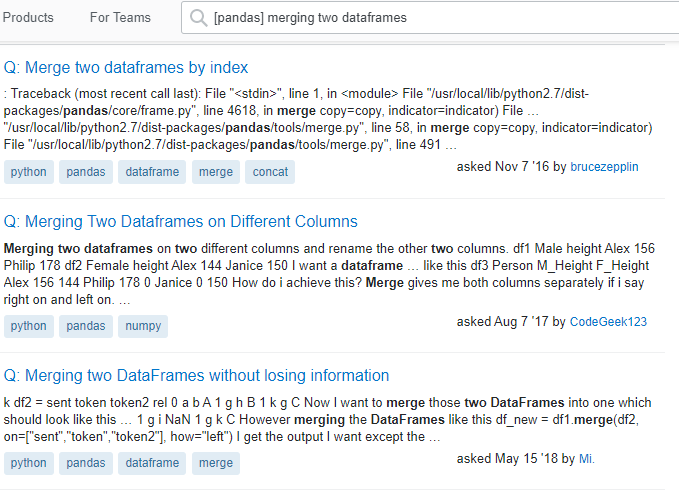 Products For Teams [pandas] merging two dataframes
Q: Merge two dataframes by index
: Traceback (most recent call last): File "<stdin>", line 1, in <module> File "/usr/local/lib/python2.7/dist-
packages/pandas/core/frame.py", line 4618, in merge copy=copy, indicator=indicator) File …
"/usr/local/lib/python2.7/dist-packages/pandas/tools/merge.py", line 58, in merge copy=copy, indicator=indicator)
File "/usr/local/lib/python2.7/dist-packages/pandas/tools/merge.py", line 491 …
python pandas dataframe merge concat asked Nov 7 '16 by brucezepplin
Q: Merging Two Dataframes on Different Columns
Merging two dataframes on two different columns and rename the other two columns. df1 Male height Alex 156
Philip 178 df2 Female height Alex 144 Janice 150 I want a dataframe … like this df3 Person M_Height F_Height
Alex 156 144 Philip 178 0 Janice 0 150 How do i achieve this? Merge gives me both columns separately if i say
right on and left on. …
python pandas numpy asked Aug 7 '17 by CodeGeek123
Q: Merging two DataFrames without losing information
k df2 = sent token token2 rel 0 a b A 1 g h B 1 k g C Now I want to merge those two DataFrames into one which
should look like this … 1 g i NaN 1 g k C However merging the DataFrames like this df_new = df1.merge(df2,
on=["sent","token","token2"], how="left") I get the output I want except the …
python pandas dataframe merge asked May 15 '18 by Mi.